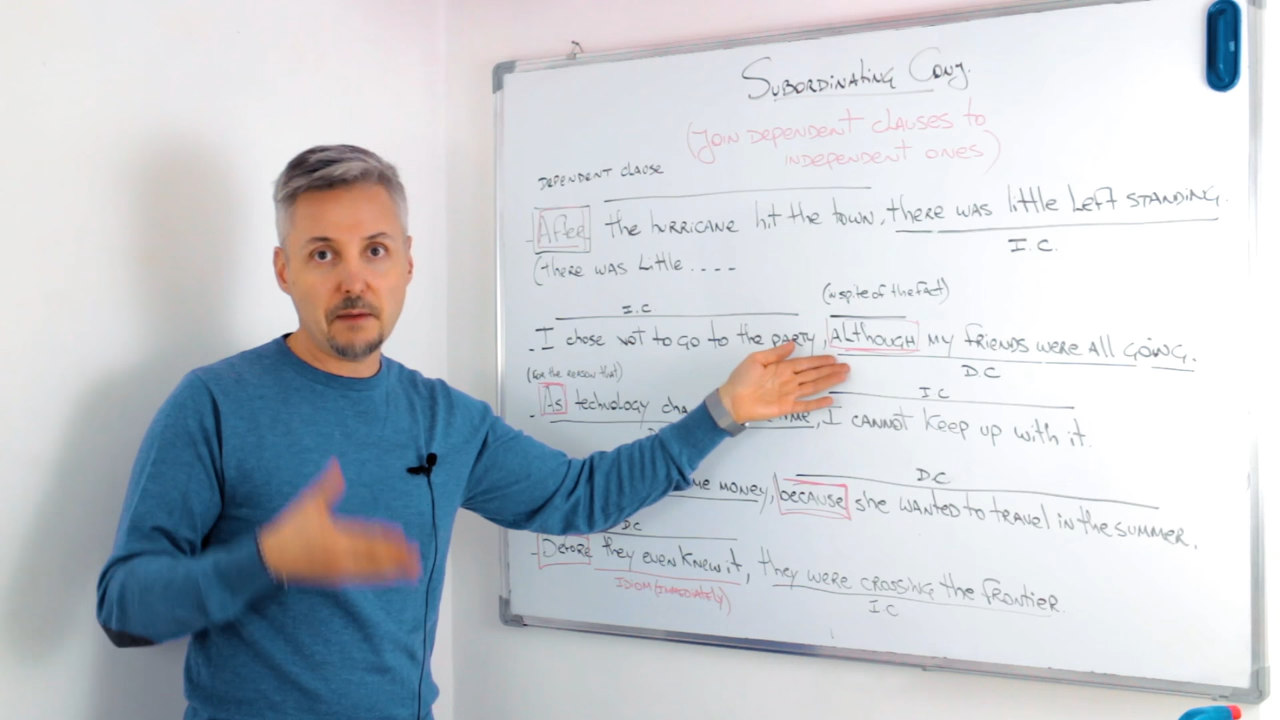 Subordinating Conj.
(Join dependent clauses to
independent ones)
Dependent clause
- After the hurricane hit the town, there was little left standing.
I.C.
(there was little ....
(in spite of the fact)
I.C
- I chose not to go to the party, although my friends were all going.
D.C
(for the reason that)
I C
- As technology, I cannot keep up with it.
D.C
me money, because she wanted to travel in the summer.
D.C
- Before they even knew it, they were crossing the frontier.
Idiom (immediately)
I.C